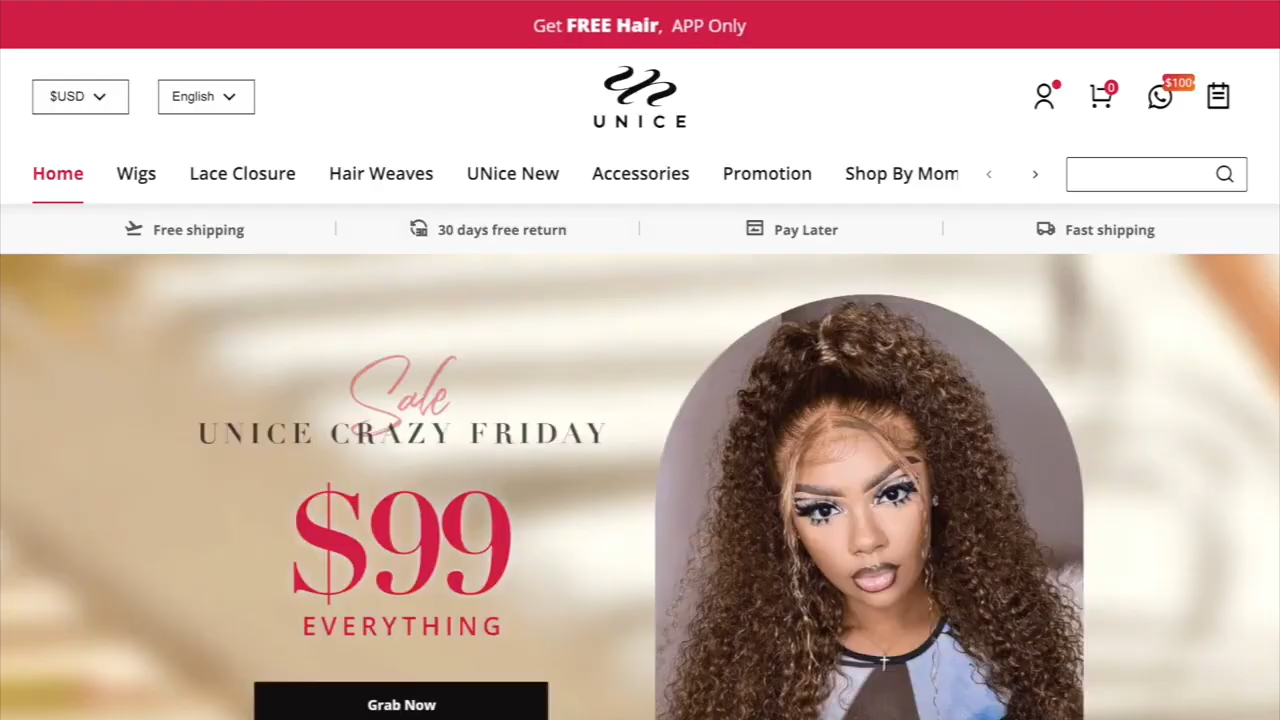 Get FREE Hair, APP Only
$USD
English
UNICE
0
$100
Home
Wigs
Lace Closure
Hair Weaves
UNice New
Accessories
Promotion
Shop By Mom
Free shipping
30 days free return
Pay Later
Fast shipping
Sale
UNICE CRAZY FRIDAY
$99
EVERYTHING
Grab Now